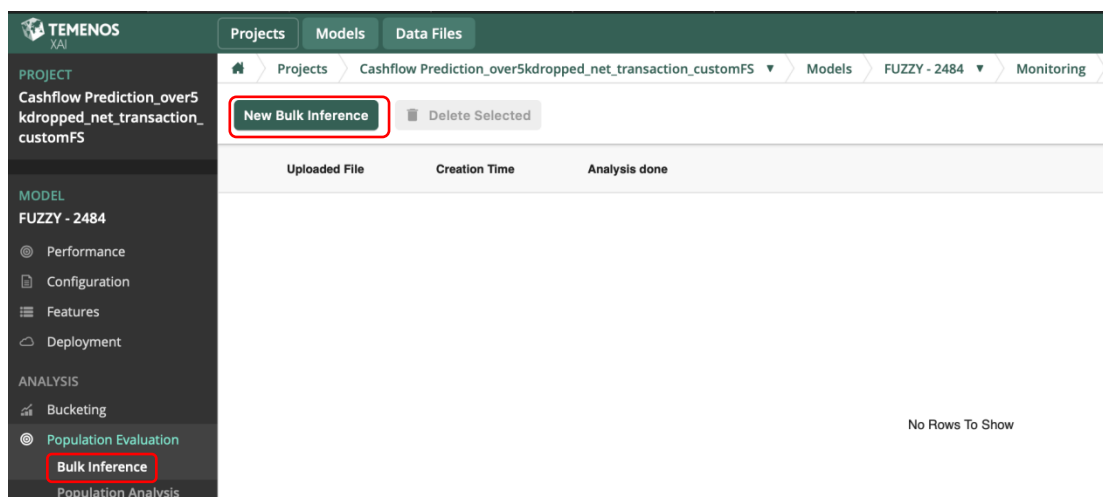 TEMENOS
XAI
Projects
Models
Data Files
PROJECT
Cashflow Prediction_over5
kdropped_net_transaction_
customFS
Projects
Cashflow Prediction_over5kdropped_net_transaction_customFS
Models
FUZZY - 2484
Monitoring
New Bulk Inference
Delete Selected
Uploaded File
Creation Time
Analysis done
MODEL
FUZZY - 2484
Performance
Configuration
Features
Deployment
ANALYSIS
Bucketing
Population Evaluation
Bulk Inference
Population Analysis
No Rows To Show